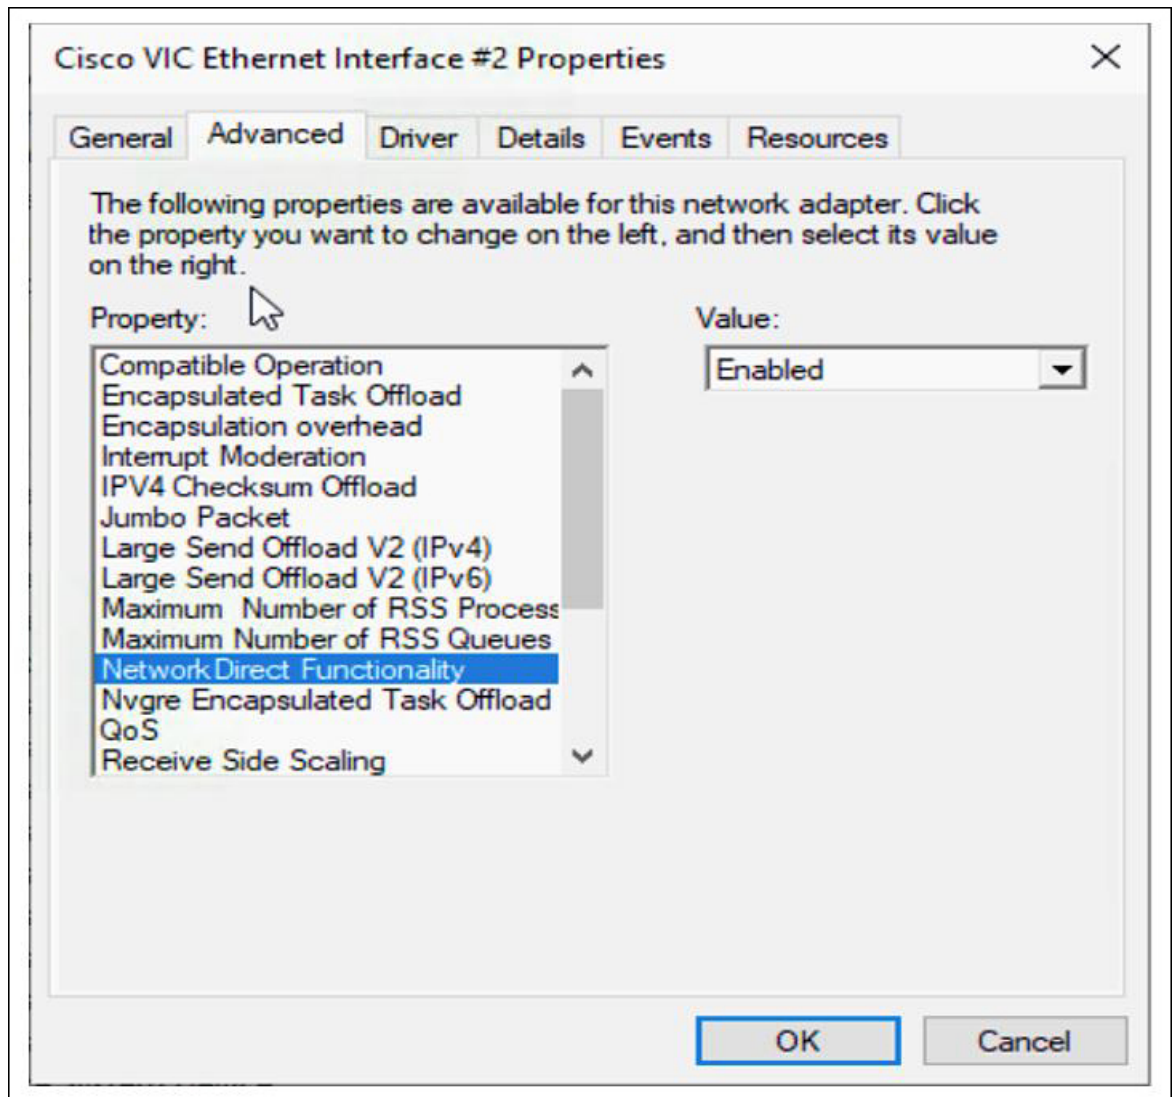 Cisco VIC Ethernet Interface #2 Properties
General Advanced Driver Details Events Resources
The following properties are available for this network adapter. Click
the property you want to change on the left, and then select its value
on the right.
Property: Value:
Compatible Operation
Enabled
Encapsulated Task Offload
Encapsulation overhead
Interrupt Moderation
IPV4 Checksum Offload
Jumbo Packet
Large Send Offload V2 (IPv4)
Large Send Offload V2 (IPv6)
Maximum Number of RSS Process
Maximum Number of RSS Queues
NetworkDirect Functionality
Nvgre Encapsulated Task Offload
QoS
Receive Side Scaling
OK Cancel